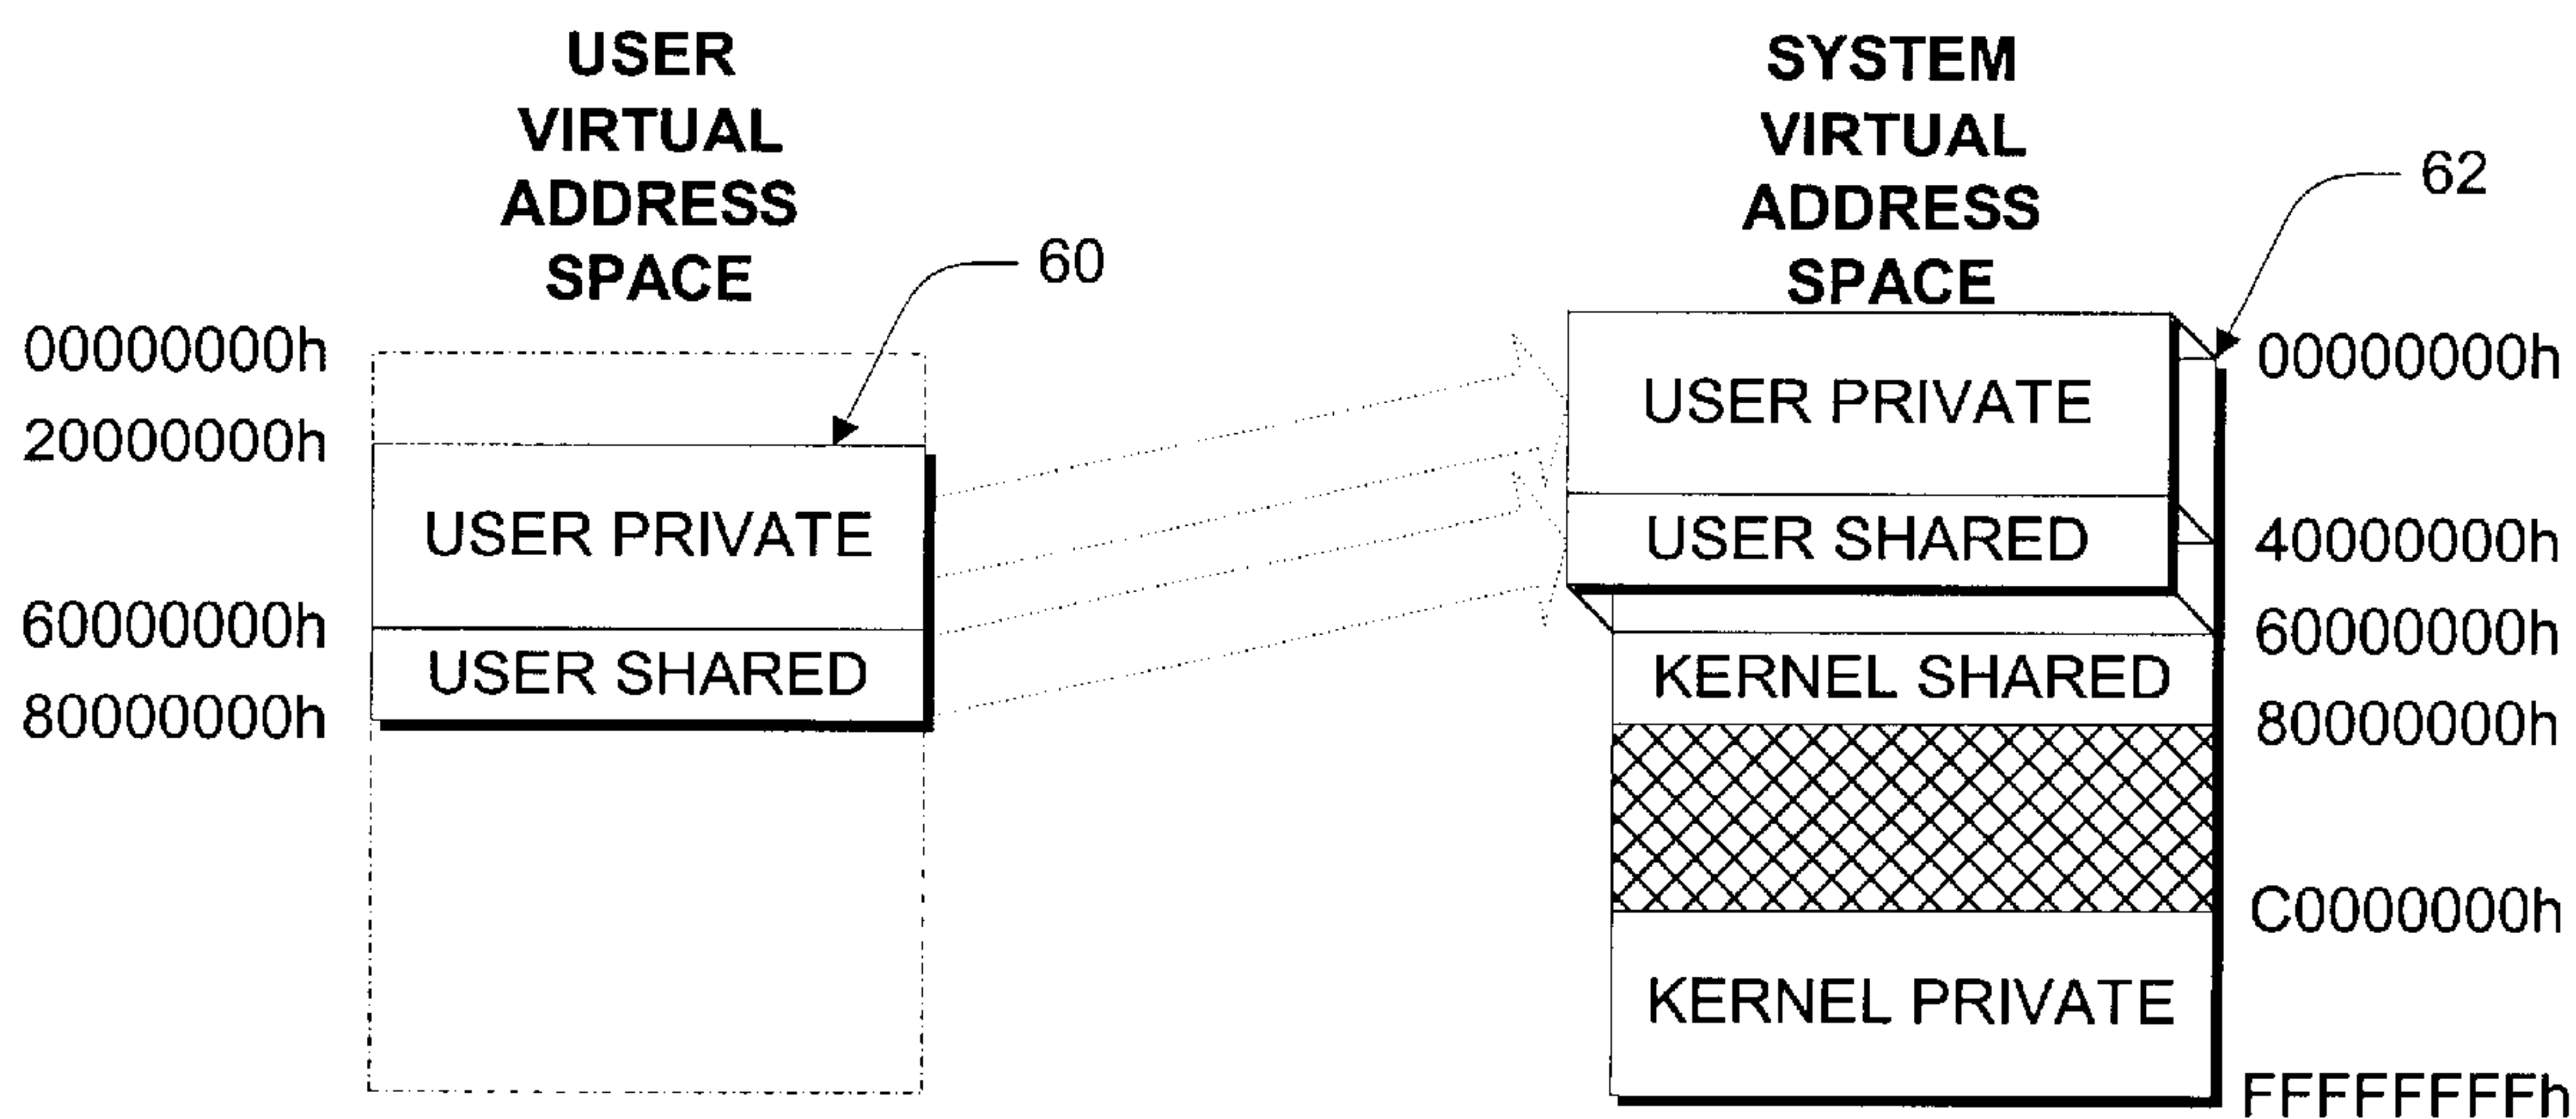 USER
VIRTUAL
ADDRESS
SPACE
60
00000000h
20000000h
USER PRIVATE
60000000h
USER SHARED
80000000h
SYSTEM
VIRTUAL
ADDRESS
SPACE
62
00000000h
USER PRIVATE
USER SHARED
40000000h
60000000h
KERNEL SHARED
80000000h
C0000000h
KERNEL PRIVATE
FFFFFFFFh